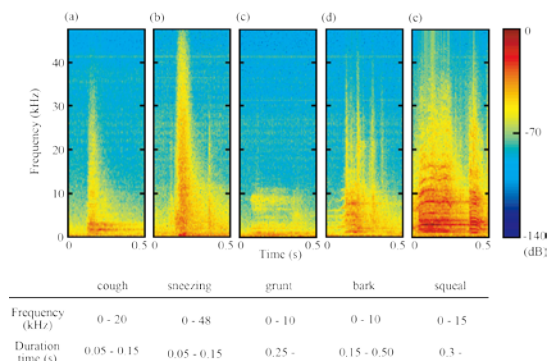 (a) (b) (c) (d) (e)
0
40
30
20
10
0
Frequency (kHz)
-70
-140
(dB)
0 0.5 0 0.5 0 0.5 0 0.5 0 0.5
Time (s)
cough sneezing grunt bark squeal
Frequency (kHz) 0 - 20 0 - 48 0 - 10 0 - 10 0 - 15
Duration time (s) 0.05 - 0.15 0.05 - 0.15 0.25 - 0.15 - 0.50 0.3 -